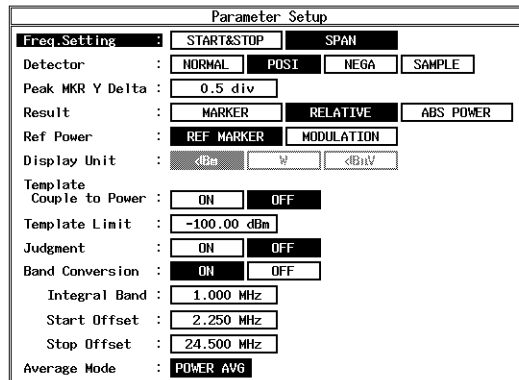 Parameter Setup
Freq.Setting : START&STOP SPAN
Detector : NORMAL POSI NEGA SAMPLE
Peak MKR Y Delta : 0.5 div
Result : MARKER RELATIVE ABS POWER
Ref Power : REF MARKER MODULATION
Display Unit : dBm W dBuV
Template
Couple to Power : ON OFF
Template Limit : -100.00 dBm
Judgment : ON OFF
Band Conversion : ON OFF
Integral Band : 1.000 MHz
Start Offset : 2.250 MHz
Stop Offset : 24.500 MHz
Average Mode : POWER AVG